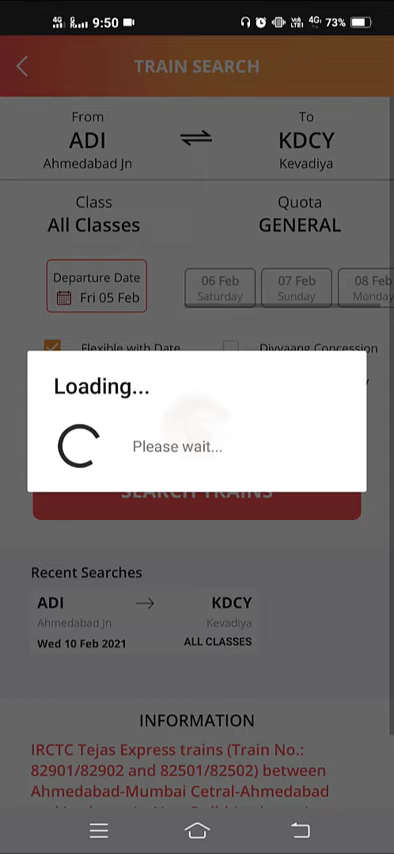 4G R 9:50 4G 73%
TRAIN SEARCH
From To
ADI KDCY
Ahmedabad Jn Kevadiya
Class Quota
All Classes GENERAL
Departure Date
Fri 05 Feb
06 Feb 07 Feb 08 Feb
Saturday Sunday Monday
Flexible with Date Divyaang Concession
Loading...
Please wait...
SEARCH TRAINS
Recent Searches
ADI KDCY
Ahmedabad Jn Kevadiya
Wed 10 Feb 2021 ALL CLASSES
INFORMATION
IRCTC Tejas Express trains (Train No.:
82901/82902 and 82501/82502) between
Ahmedabad-Mumbai Cetral-Ahmedabad